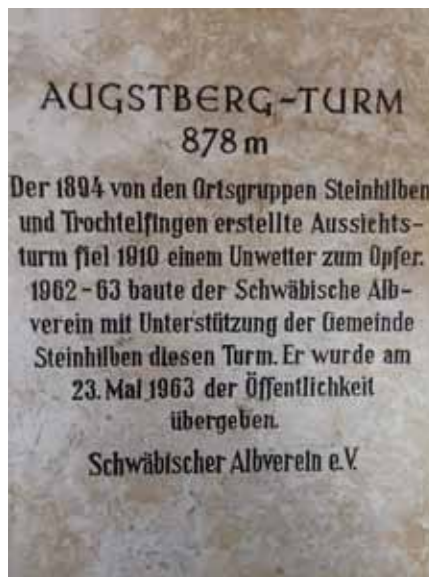 AUGSTBERG-TURM
878 m
Der 1894 von den Ortsgruppen Steinhilben
und Trochtelfingen erstellte Aussichts-
turm fiel 1910 einem Unwetter zum Opfer.
1962-63 baute der Schwäbische Alb-
verein mit Unterstützung der Gemeinde
Steinhilben diesen Turm. Er wurde am
23. Mai 1963 der Öffentlichkeit
übergeben.
Schwäbischer Albverein e.V.